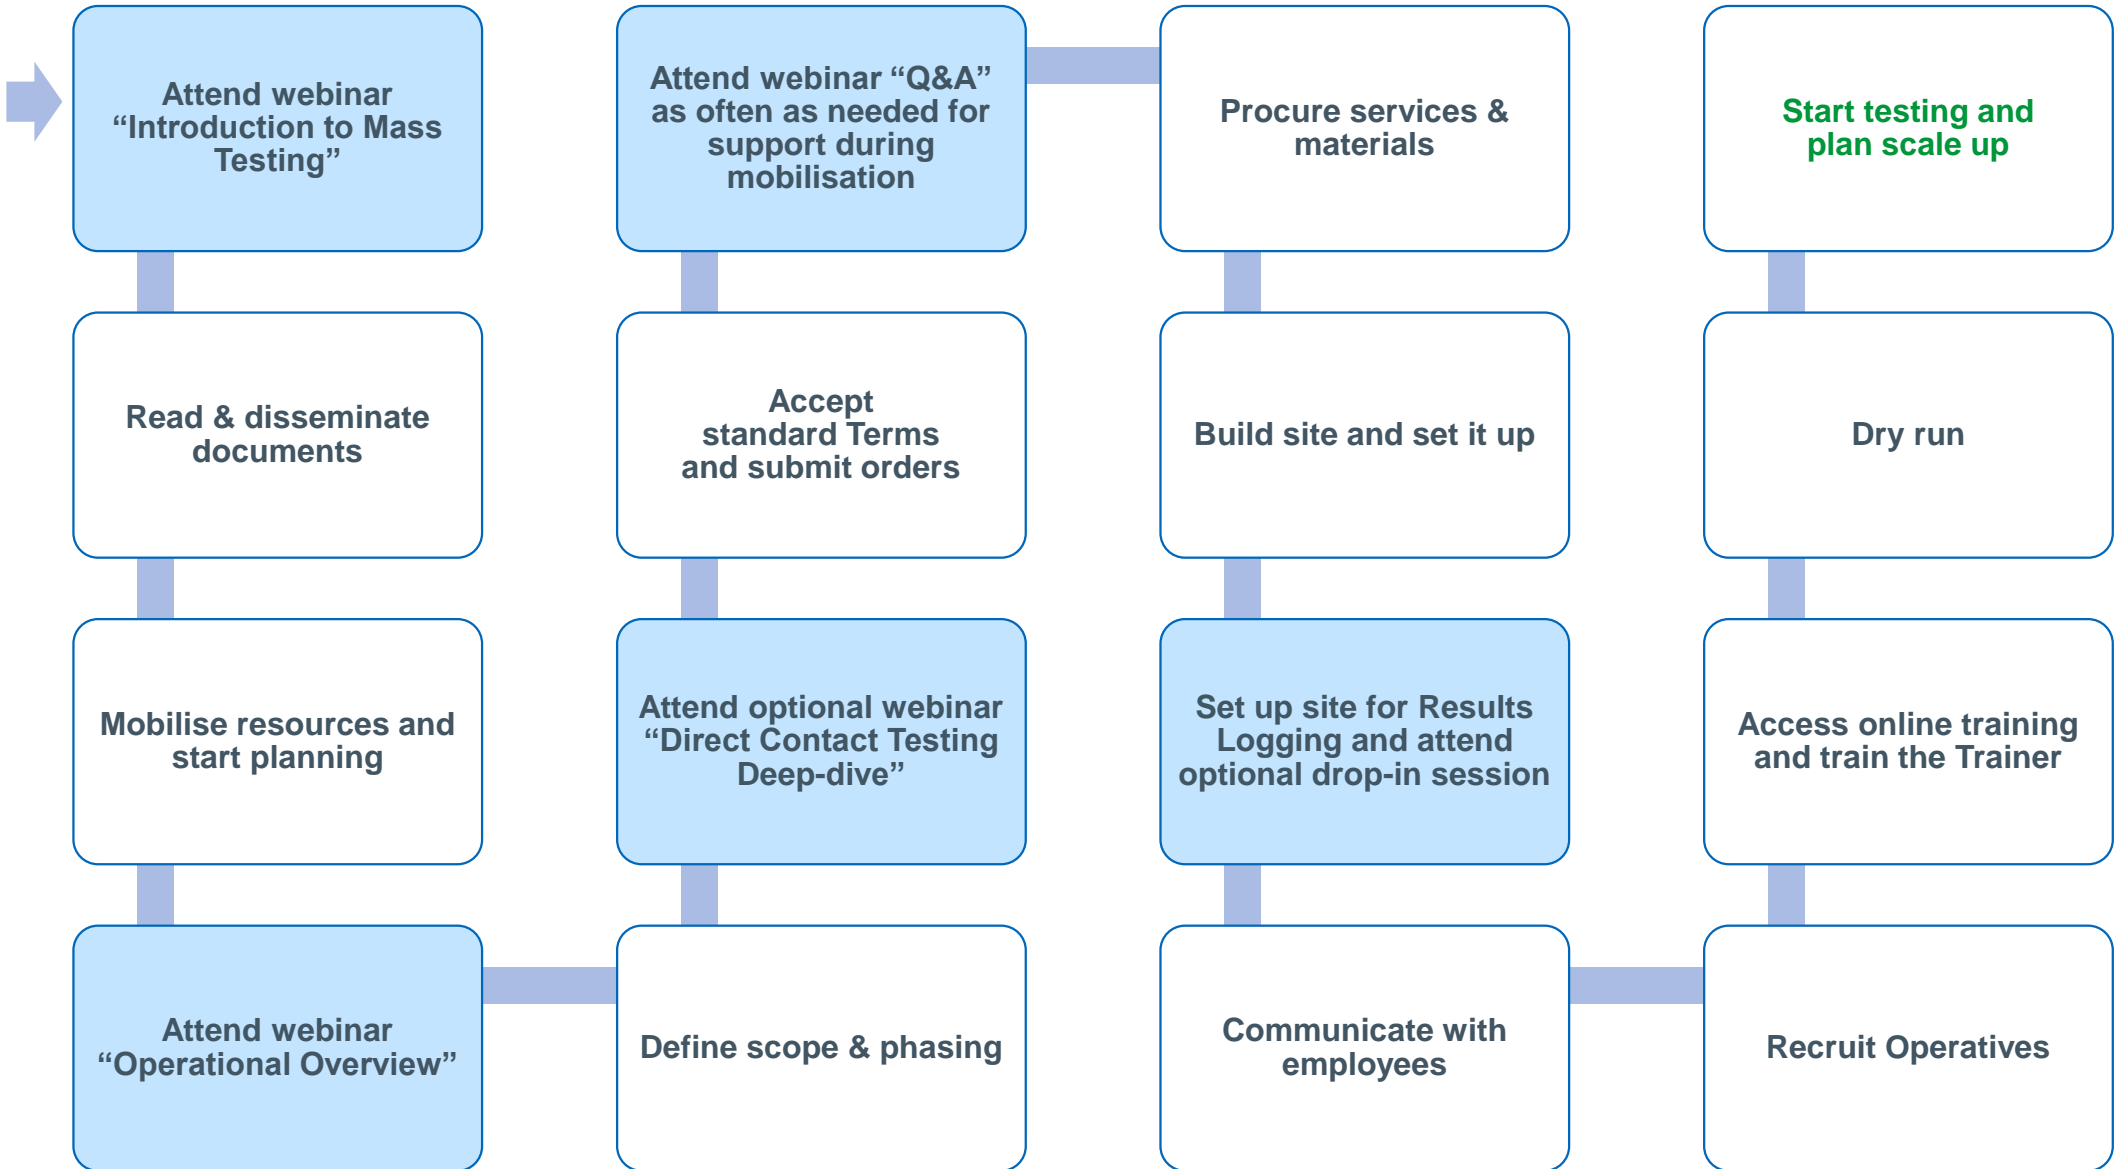 Attend webinar
“Introduction to Mass
Testing”
Read & disseminate
documents
Mobilise resources and
start planning
Attend webinar
“Operational Overview”
Define scope & phasing
Attend optional webinar
“Direct Contact Testing
Deep-dive”
Accept
standard Terms
and submit orders
Attend webinar “Q&A”
as often as needed for
support during
mobilisation
Procure services &
materials
Build site and set it up
Set up site for Results
Logging and attend
optional drop-in session
Communicate with
employees
Recruit Operatives
Access online training
and train the Trainer
Dry run
Start testing and
plan scale up